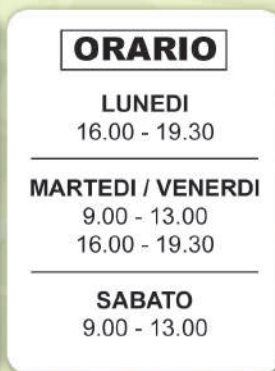 ORARIO
LUNEDI
16.00 - 19.30
MARTEDI / VENERDI
9.00 - 13.00
16.00 - 19.30
SABATO
9.00 - 13.00